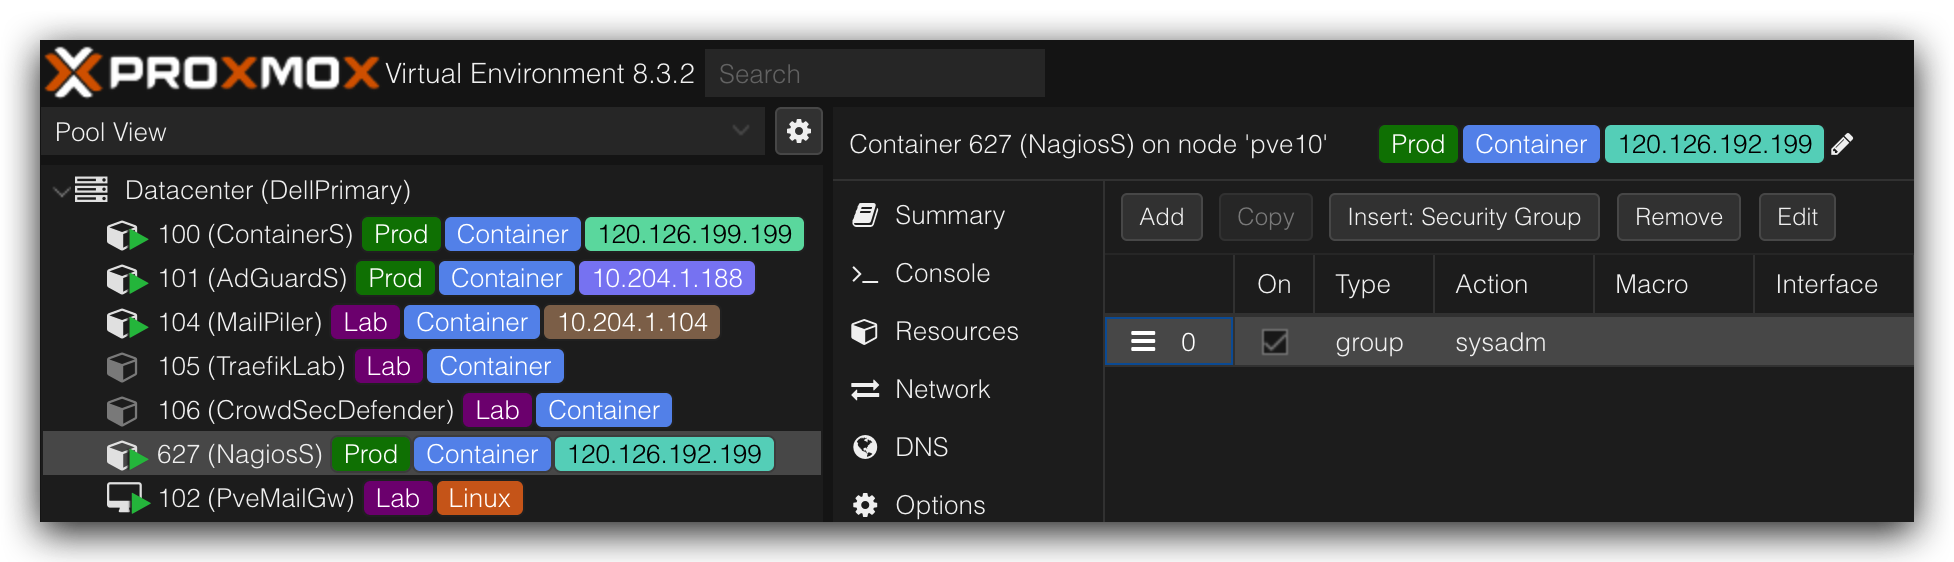 PROXMOX Virtual Environment 8.3.2 Search
Pool View
Datacenter (DellPrimary)
100 (ContainerS) Prod Container 120.126.199.199
101 (AdGuardS) Prod Container 10.204.1.188
104 (MailPiler) Lab Container 10.204.1.104
105 (TraefikLab) Lab Container
106 (CrowdSecDefender) Lab Container
627 (NagiosS) Prod Container 120.126.192.199
102 (PveMailGw) Lab Linux
Container 627 (NagiosS) on node 'pve10' Prod Container 120.126.192.199
Summary
Console
Resources
Network
DNS
Options
Add Copy Insert: Security Group Remove Edit
On Type Action Macro Interface
0 group sysadm